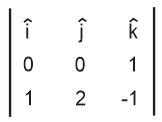 | î ĵ k̂ |
| 0 0 1 |
| 1 2 -1 |